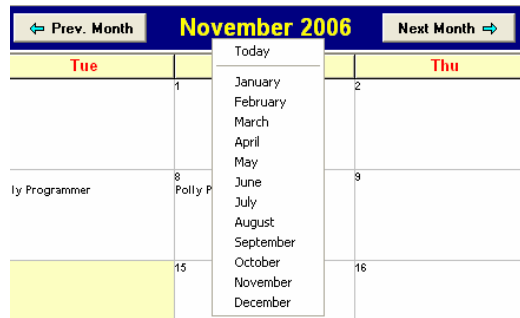 Prev. Month
November 2006
Next Month
Today
Tue
Thu
January
1
2
February
March
April
May
8
June
9
ly Programmer
Polly P
July
August
September
October
15
16
November
December